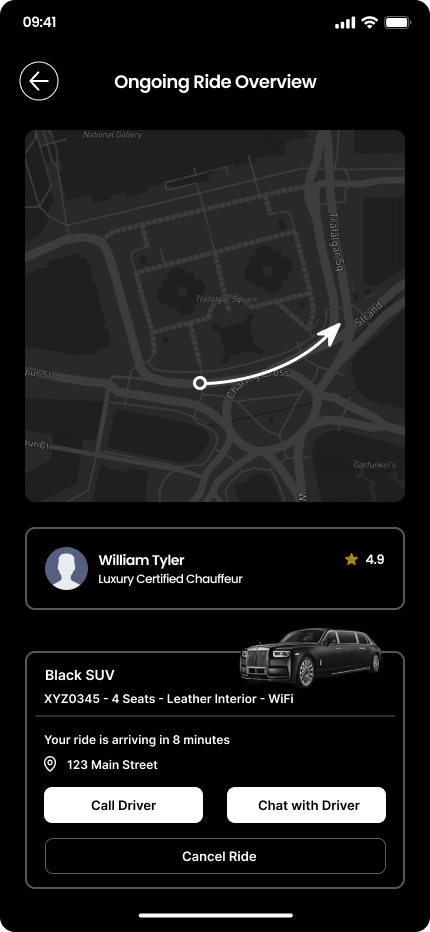 09:41
Ongoing Ride Overview
National Gallery
Trafalgar Sq
Trafalgar Square
Strand
Charing Cross
pur St
pur Ct
Garfunkel's
W
William Tyler
4.9
Luxury Certified Chauffeur
Black SUV
XYZ0345 - 4 Seats - Leather Interior - WiFi
Your ride is arriving in 8 minutes
123 Main Street
Call Driver
Chat with Driver
Cancel Ride